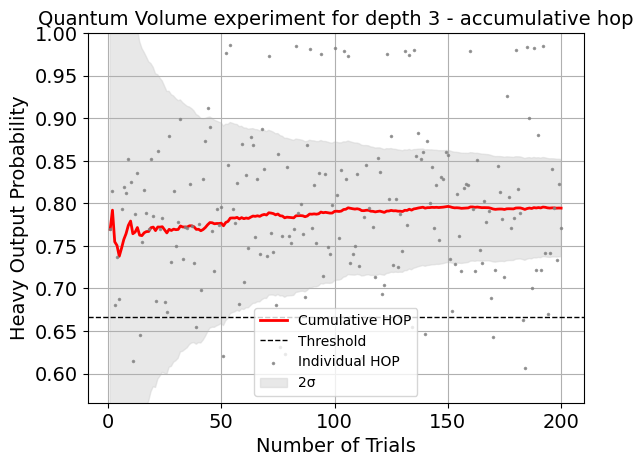 Quantum Volume experiment for depth 3 - accumulative hop
1.00
0.95
0.90
0.85
0.80
0.75
0.70
0.65
0.60
Heavy Output Probability
Cumulative HOP
Threshold
Individual HOP
2σ
0 50 100 150 200
Number of Trials